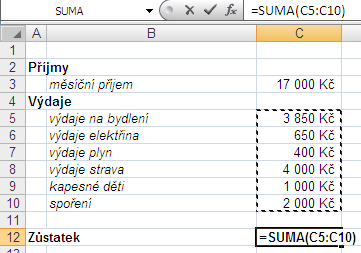 SUMA =SUMA(C5:C10)
A B C
1
2 Příjmy
3 měsíční příjem 17 000 Kč
4 Výdaje
5 výdaje na bydlení 3 850 Kč
6 výdaje elektřina 650 Kč
7 výdaje plyn 400 Kč
8 výdaje strava 4 000 Kč
9 kapesné děti 1 000 Kč
10 spoření 2 000 Kč
11
12 Zůstatek =SUMA(C5:C10)